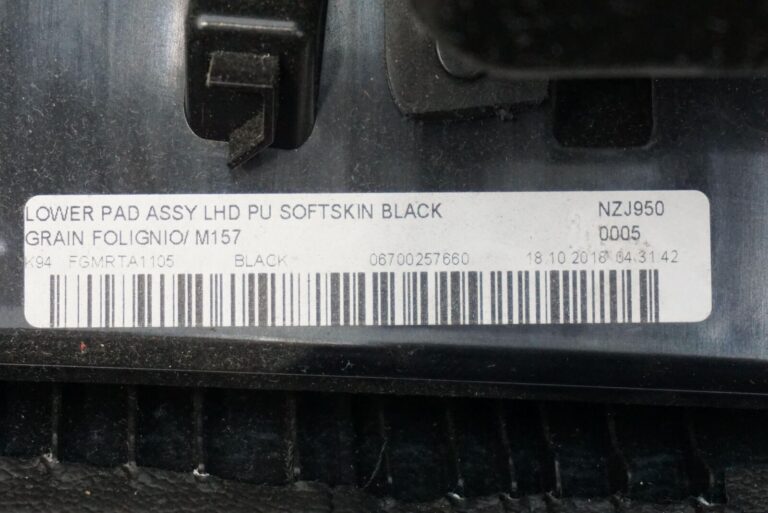 LOWER PAD ASSY LHD PU SOFTSKIN BLACK NZJ950
GRAIN FOLIGNIO/ M157 0005
K94 FGMRTA1105 BLACK 06700257660 18.10.2016 04:31:42